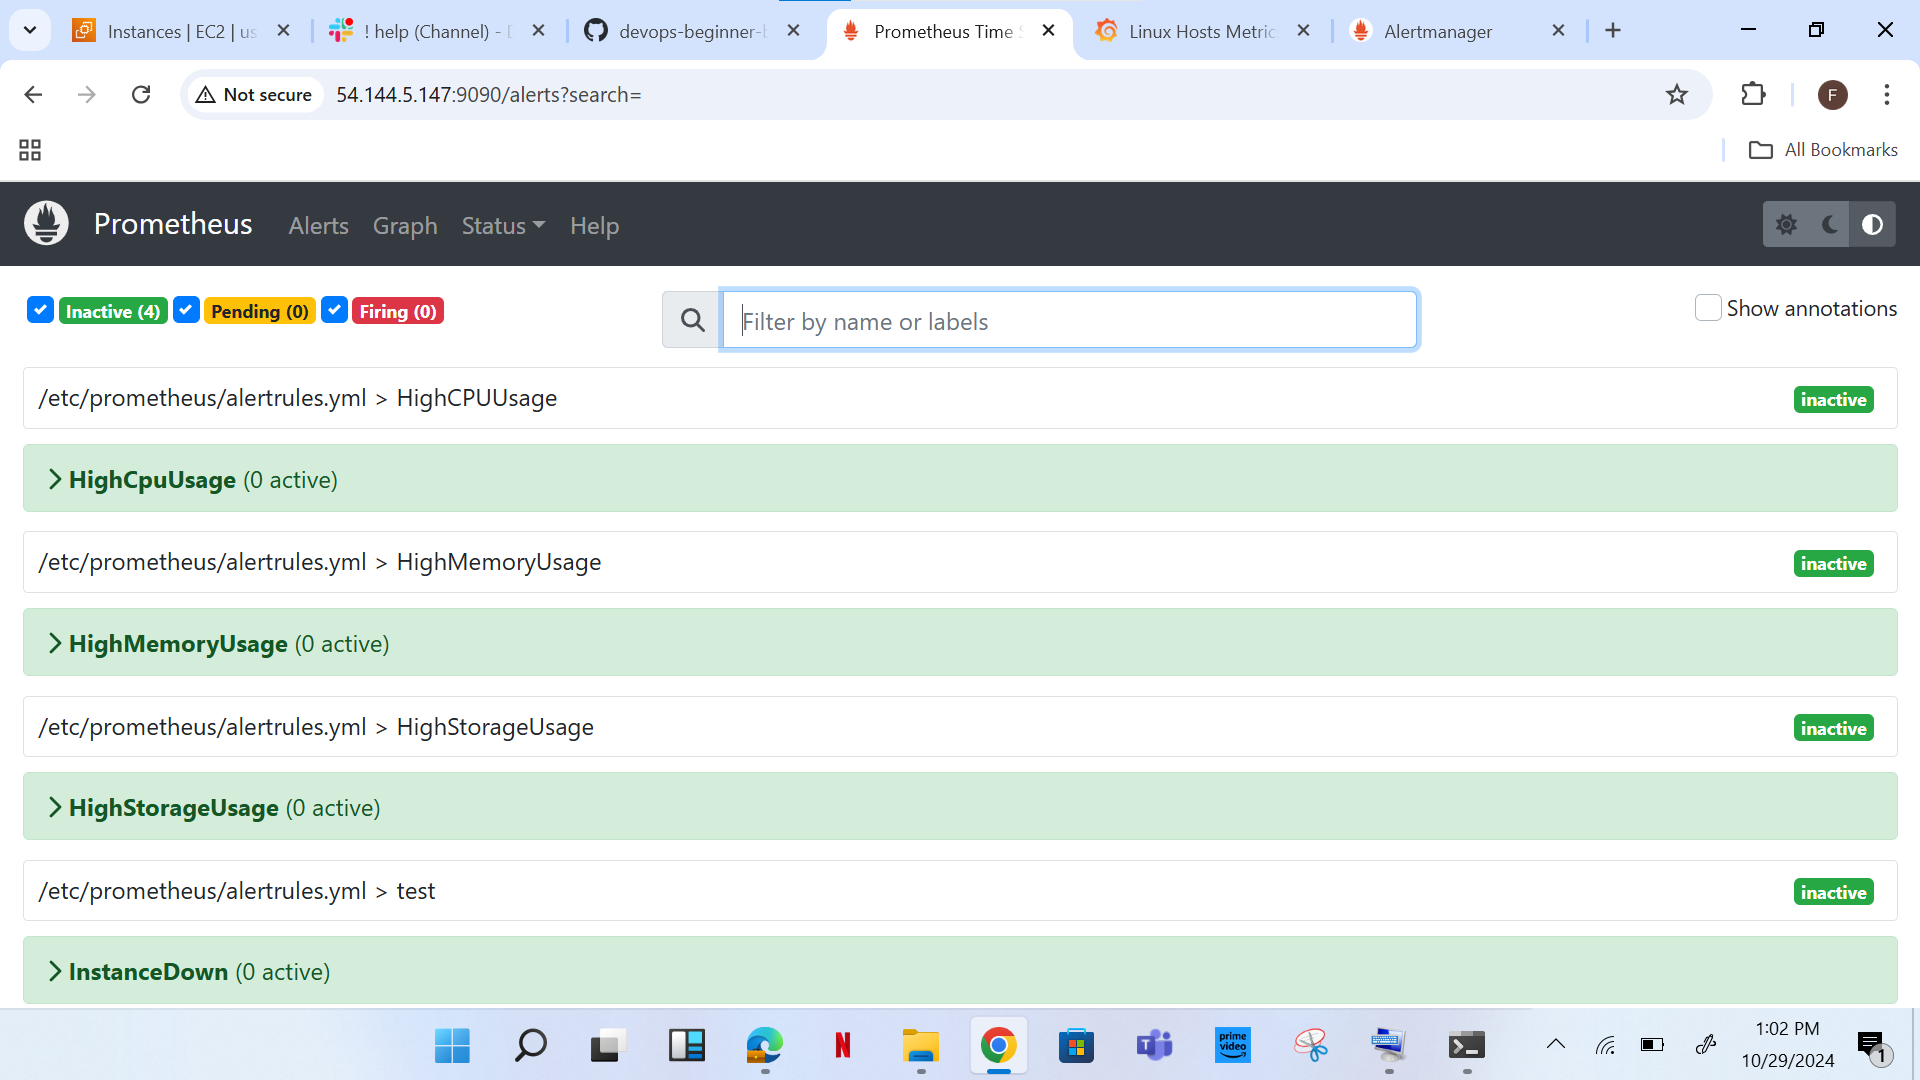 Instances | EC2 | us
! help (Channel) - D
devops-beginner-b
Prometheus Time S
Linux Hosts Metric
Alertmanager
Not secure
54.144.5.147:9090/alerts?search=
F
All Bookmarks
Prometheus
Alerts
Graph
Status
Help
Inactive (4)
Pending (0)
Firing (0)
Filter by name or labels
Show annotations
/etc/prometheus/alertrules.yml > HighCPUUsage
inactive
HighCpuUsage (0 active)
/etc/prometheus/alertrules.yml > HighMemoryUsage
inactive
HighMemoryUsage (0 active)
/etc/prometheus/alertrules.yml > HighStorageUsage
inactive
HighStorageUsage (0 active)
/etc/prometheus/alertrules.yml > test
inactive
InstanceDown (0 active)
N
T
prime
video
1:02 PM
10/29/2024
1